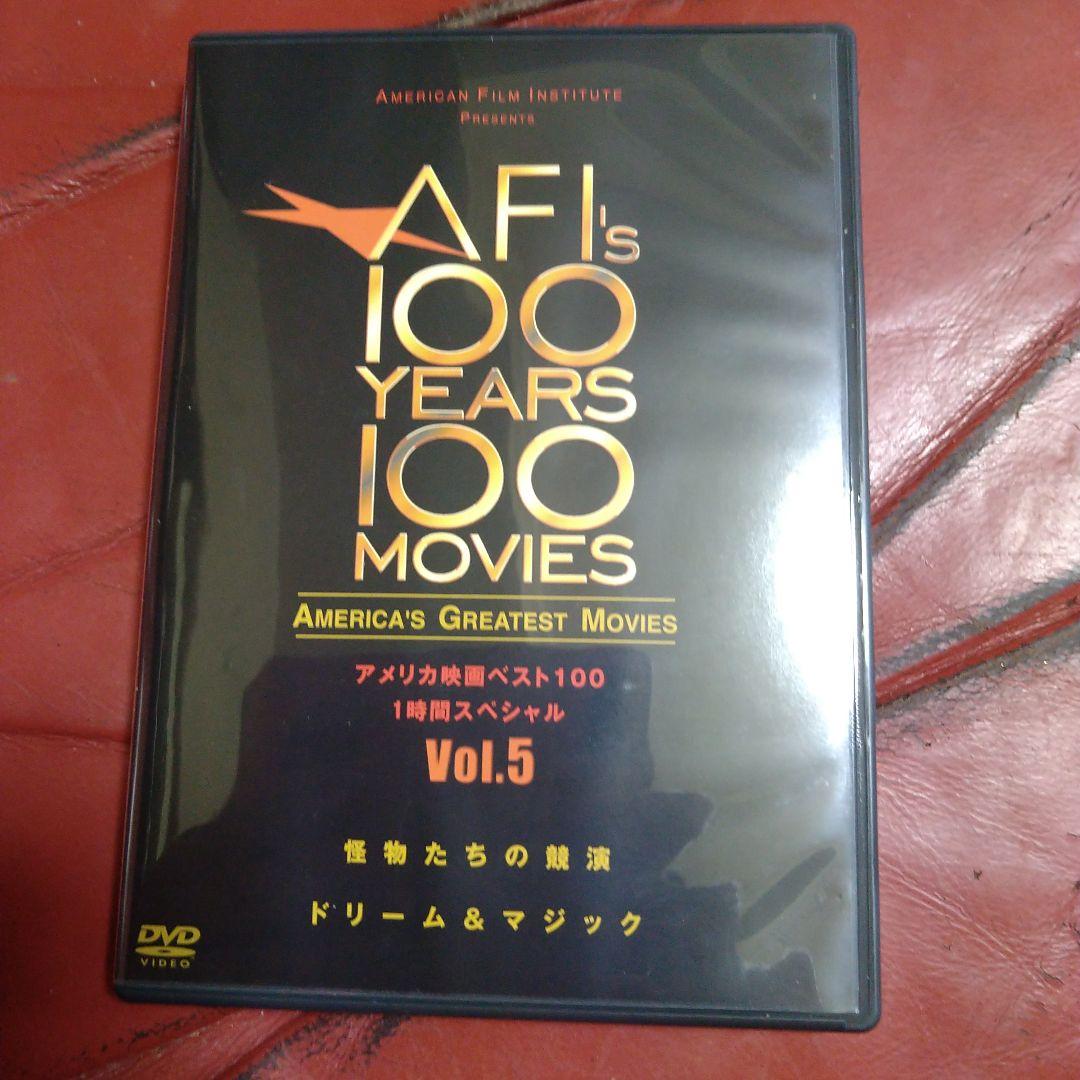 AMERICAN FILM INSTITUTE
PRESENTS
AFI's
100
YEARS
100
MOVIES
AMERICA'S GREATEST MOVIES
アメリカ映画ベスト100
1時間スペシャル
Vol.5
怪物たちの競演
ドリーム&マジック
DVD
VIDEO